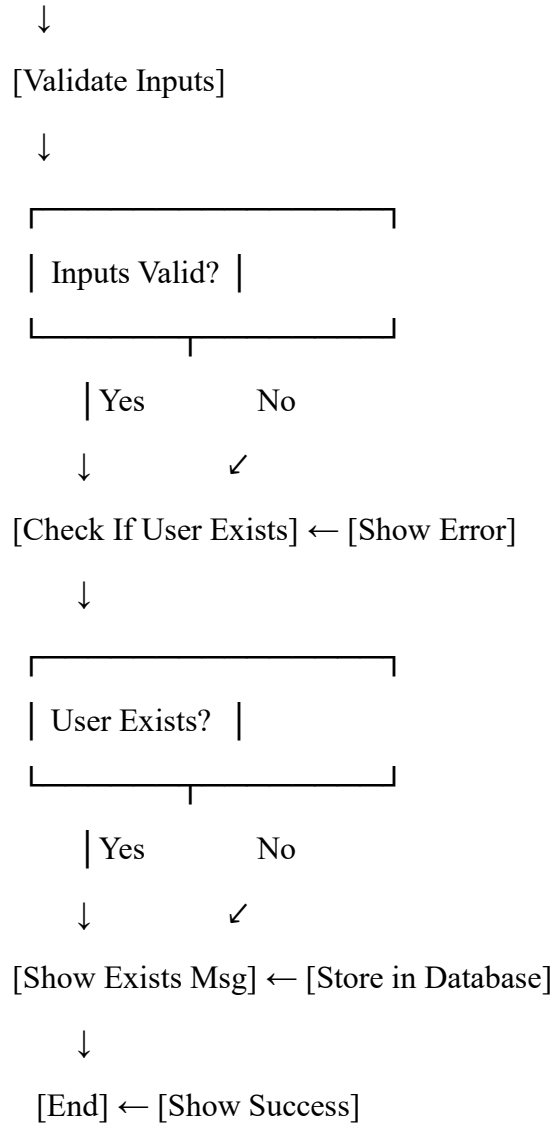 ↓
[Validate Inputs]
↓
┌───────────────────────┐
│ Inputs Valid? │
└──────────┬────────────┘
│Yes No
↓ ↙
[Check If User Exists] ← [Show Error]
↓
┌───────────────────────┐
│ User Exists? │
└──────────┬────────────┘
│Yes No
↓ ↙
[Show Exists Msg] ← [Store in Database]
↓
[End] ← [Show Success]